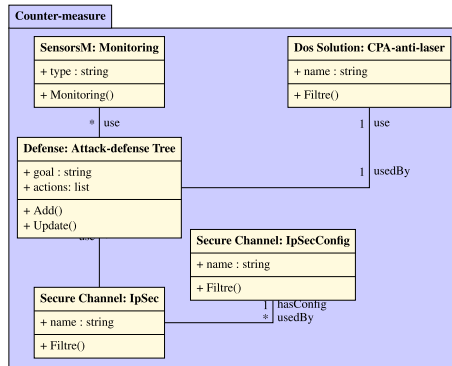 Counter-measure
SensorsM: Monitoring
+ type : string
+ Monitoring()
Dos Solution: CPA-anti-laser
+ name : string
+ Filtre()
* use
1 use
Defense: Attack-defense Tree
+ goal : string
+ actions: list
+ Add()
+ Update()
1 usedBy
use
Secure Channel: IpSecConfig
+ name : string
+ Filtre()
Secure Channel: IpSec
+ name : string
+ Filtre()
1 hasConfig
* usedBy